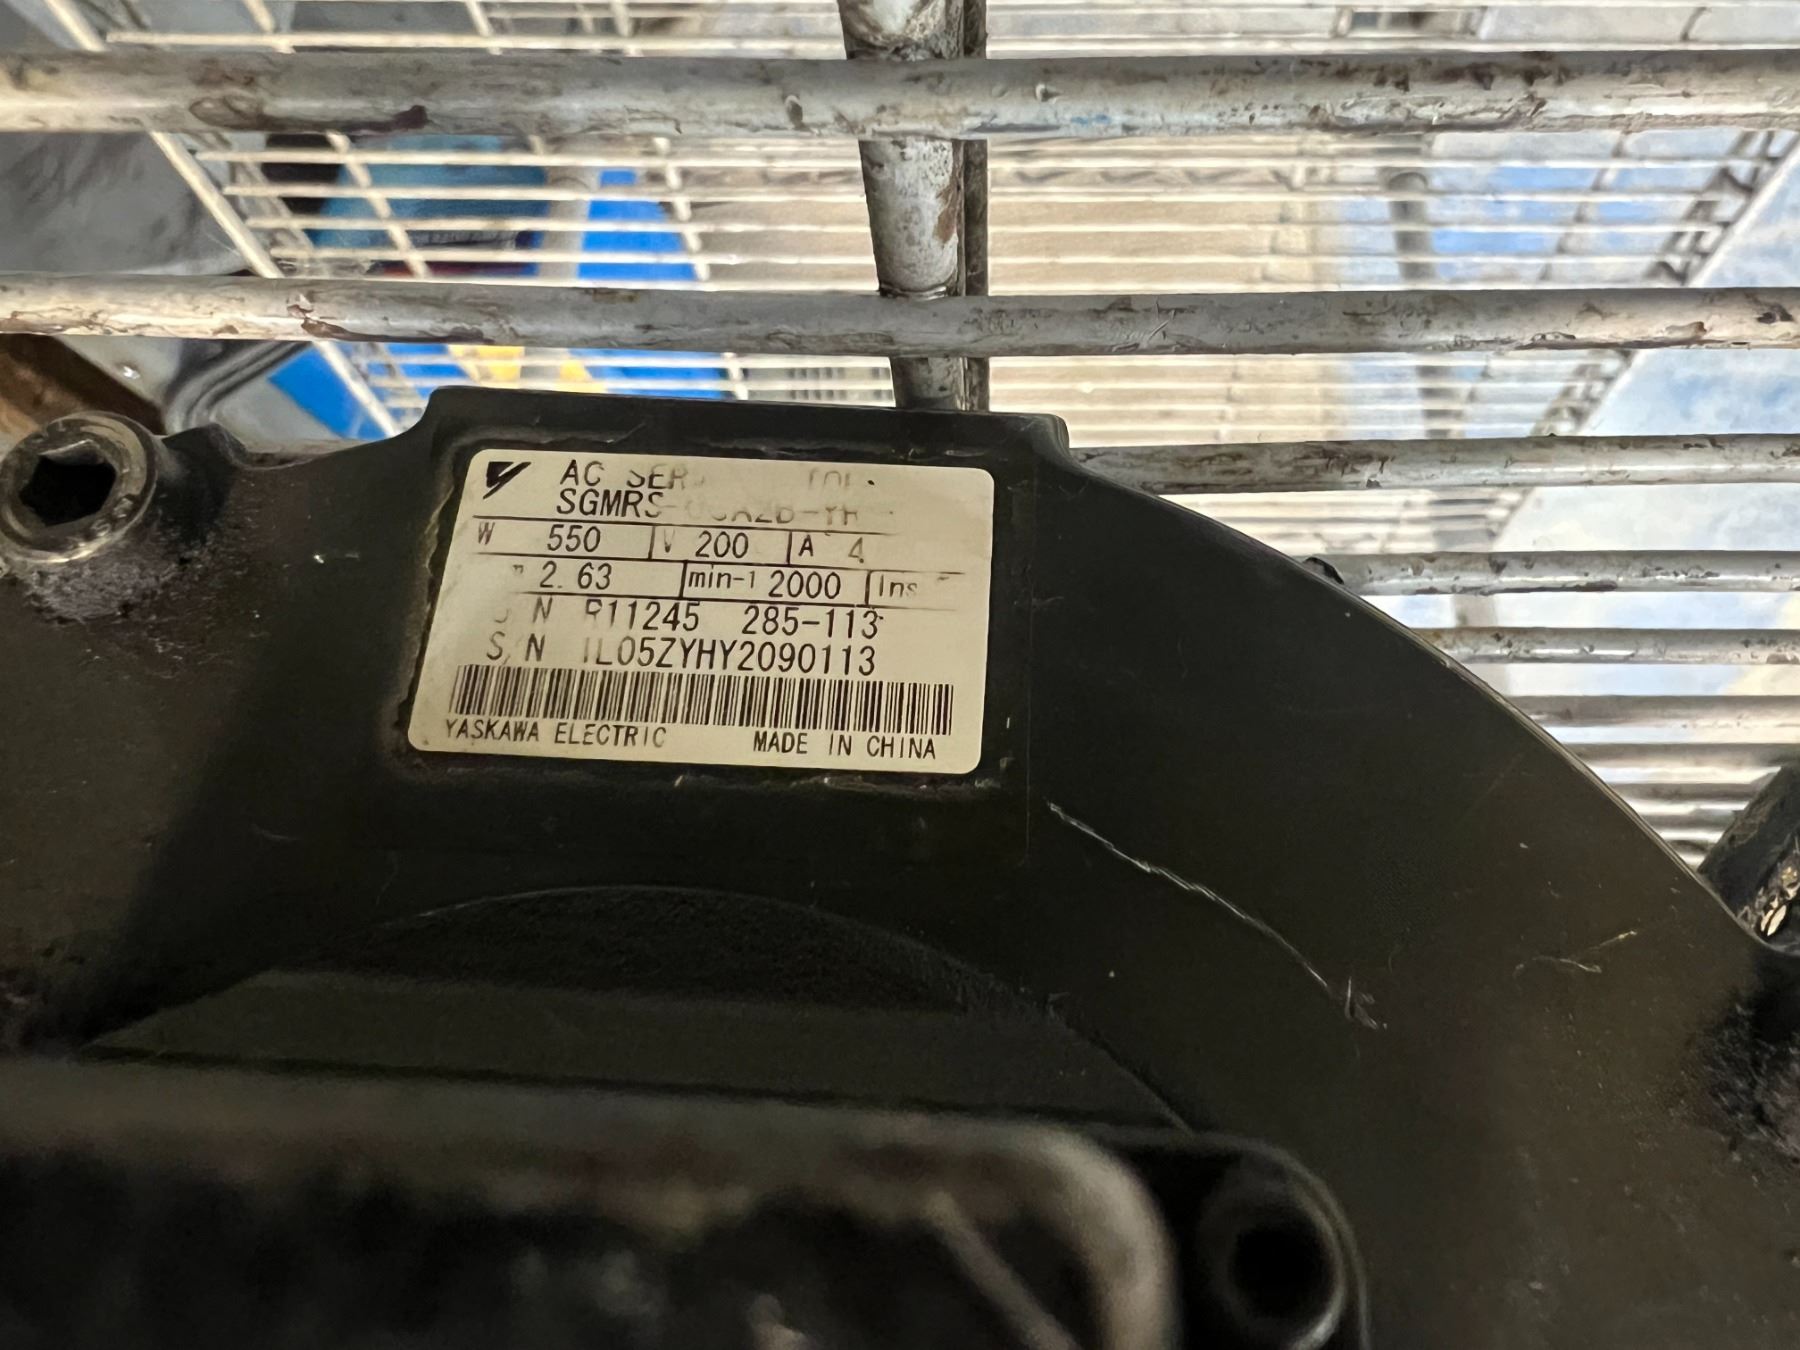 AC
SGMRS
W 550 V 200 A 4
2.63 min-1 2000 Ins
N R11245 285-113
S/N 1L05ZYHY2090113
YASKAWA ELECTRIC MADE IN CHINA